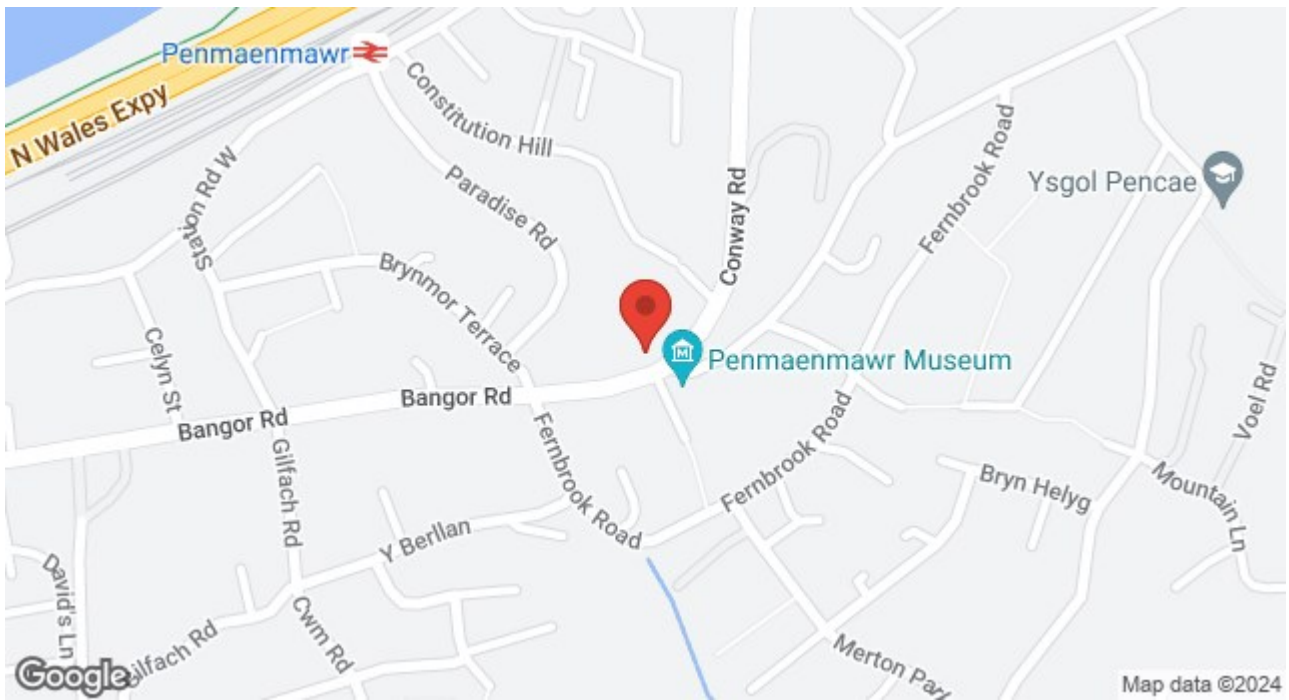 Penmaenmawr
N Wales Expy
Constitution Hill
Paradise Rd
Station Rd W
Conway Rd
Fernbrook Road
Ysgol Pencae
Brynmor Terrace
Celyn St
M
Penmaenmawr Museum
Bangor Rd
Bangor Rd
Voel Rd
Gilfach Rd
Fernbrook Road
Fernbrook Road
Bryn Helyg
Mountain Ln
Y Berllan
David's Ln
Gilfach Rd
Cwm Rd
Merton Park
Google
Map data ©2024